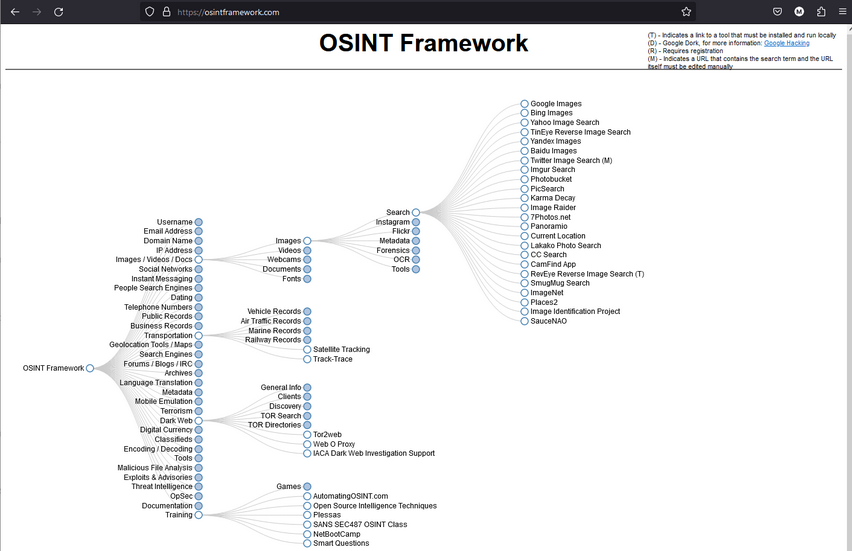 https://osintframework.com
OSINT Framework
(T) - Indicates a link to a tool that must be installed and run locally
(D) - Google Dork, for more information: Google Hacking
(R) - Requires registration
(M) - Indicates a URL that contains the search term and the URL
itself must be edited manually
OSINT Framework
Username
Email Address
Domain Name
IP Address
Images / Videos / Docs
Social Networks
Instant Messaging
People Search Engines
Dating
Telephone Numbers
Public Records
Business Records
Transportation
Geolocation Tools / Maps
Search Engines
Forums / Blogs / IRC
Archives
Language Translation
Metadata
Mobile Emulation
Terrorism
Dark Web
Digital Currency
Classifieds
Encoding / Decoding
Tools
Malicious File Analysis
Exploits & Advisories
Threat Intelligence
OpSec
Documentation
Training
Images
Videos
Webcams
Documents
Fonts
Vehicle Records
Air Traffic Records
Marine Records
Railway Records
Satellite Tracking
Track-Trace
General Info
Clients
Discovery
TOR Search
TOR Directories
Tor2web
Web O Proxy
IACA Dark Web Investigation Support
Games
AutomatingOSINT.com
Open Source Intelligence Techniques
Plessas
SANS SEC487 OSINT Class
NetBootCamp
Smart Questions
Search
Instagram
Flickr
Metadata
Forensics
OCR
Tools
Google Images
Bing Images
Yahoo Image Search
TinEye Reverse Image Search
Yandex Images
Baidu Images
Twitter Image Search (M)
Imgur Search
Photobucket
PicSearch
Karma Decay
Image Raider
7Photos.net
Panoramio
Current Location
Lakako Photo Search
CC Search
CamFind App
RevEye Reverse Image Search (T)
SmugMug Search
ImageNet
Places2
Image Identification Project
SauceNAO